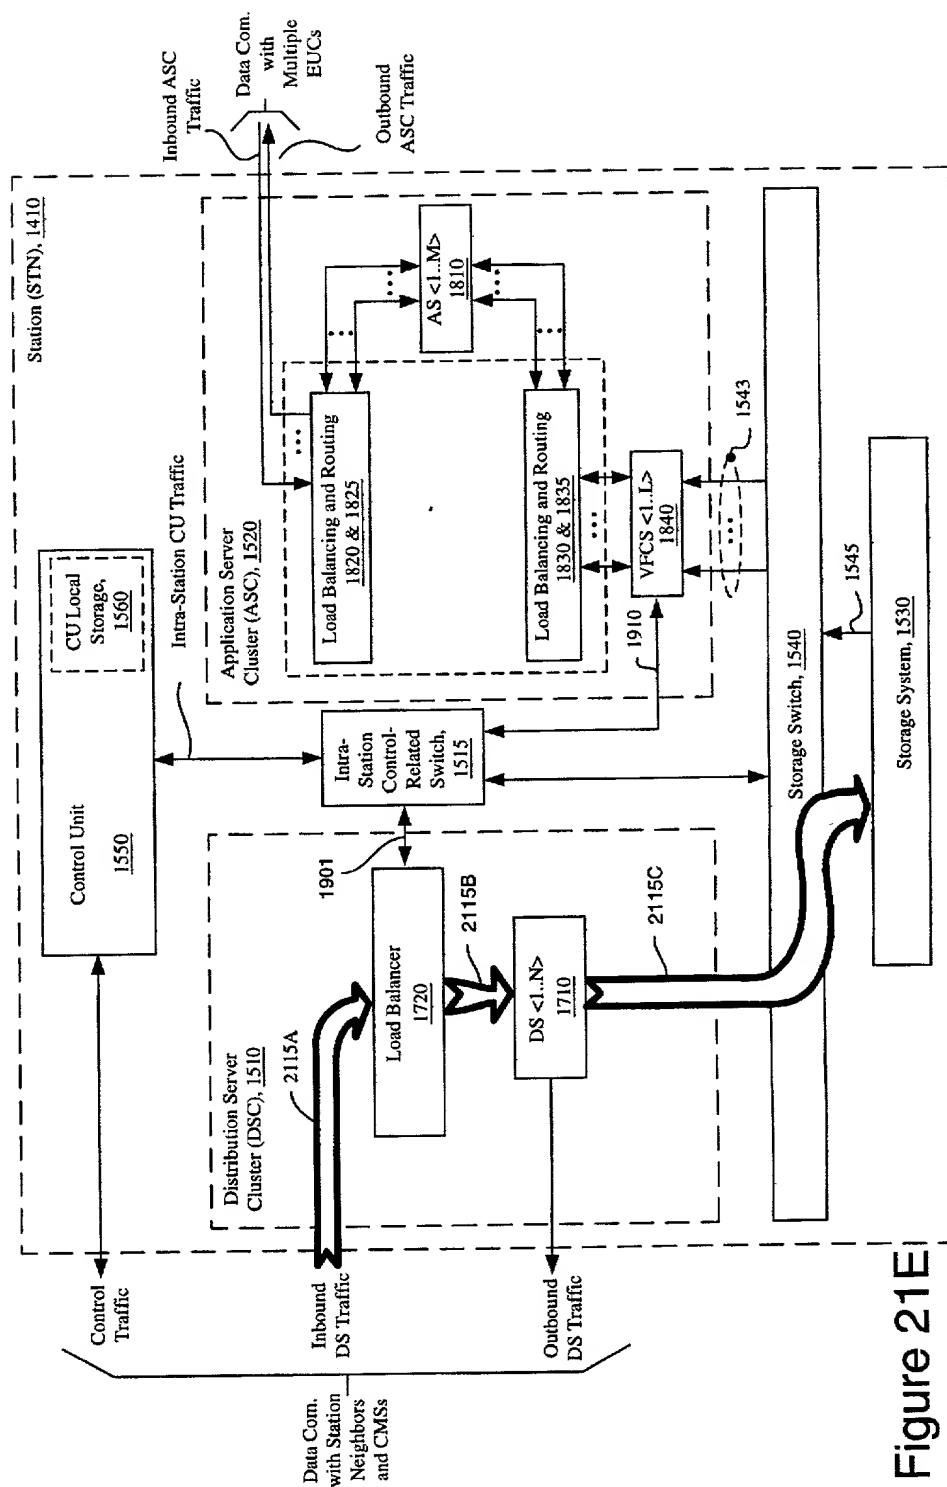 Station (STN), 1410
Control Unit
1550
CU Local
Storage,
1560
Control
Traffic
Intra-Station CU Traffic
Inbound ASC
Traffic
Data Com.
with
Multiple
EUCs
Outbound
ASC Traffic
Distribution Server
Cluster (DSC), 1510
2115A
Inbound
DS Traffic
Load Balancer
1720
1901
2115B
DS <1..N>
1710
2115C
Outbound
DS Traffic
Data Com.
with Station
Neighbors
and CMSs
Intra-
Station
Control-
Related
Switch,
1515
Application Server
Cluster (ASC), 1520
Load Balancing and Routing
1820 & 1825
AS <1..M>
1810
Load Balancing and Routing
1830 & 1835
VFCS <1..L>
1840
1910
1543
Storage Switch, 1540
1545
Storage System, 1530
Figure 21E